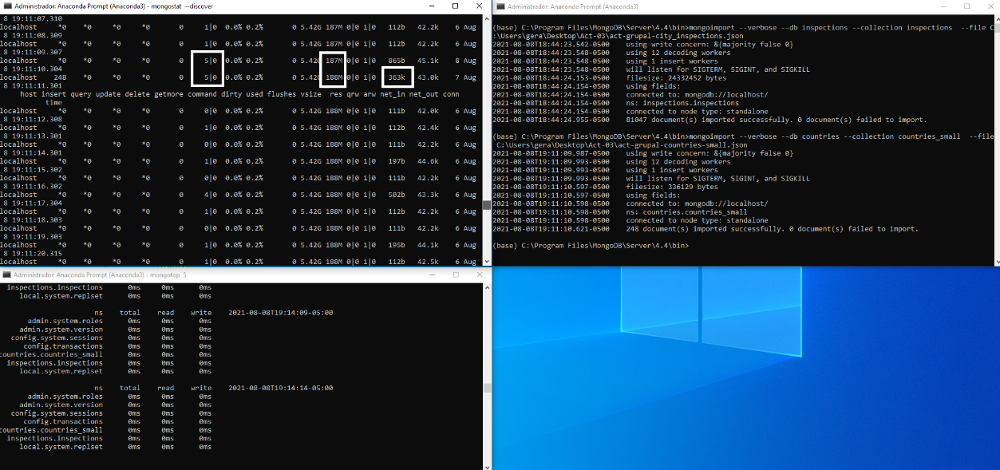 Administrador: Anaconda Prompt (Anaconda3) - mongostat --discover
8 19:11:07.310
localhost *0 *0 *0 *0 0 1|0 0.0% 0.2% 0 5.42G 187M 0|0 1|0 112b 42.2k 6 Aug
8 19:11:08.309
localhost *0 *0 *0 *0 0 1|0 0.0% 0.2% 0 5.42G 187M 0|0 1|0 112b 42.2k 6 Aug
8 19:11:09.307
localhost *0 *0 *0 *0 0 5|0 0.0% 0.2% 0 5.42G 187M 0|0 1|0 865b 45.1k 8 Aug
8 19:11:10.304
localhost 248 *0 *0 *0 0 5|0 0.0% 0.2% 0 5.42G 188M 0|0 1|0 363k 43.0k 7 Aug
8 19:11:11.301
host insert query update delete getmore command dirty used flushes vsize res qrw arw net_in net_out conn
time
localhost *0 *0 *0 *0 0 0|0 0.0% 0.2% 0 5.42G 188M 0|0 1|0 111b 42.0k 6 Aug
8 19:11:12.308
localhost *0 *0 *0 *0 0 1|0 0.0% 0.2% 0 5.42G 188M 0|0 1|0 112b 42.4k 6 Aug
8 19:11:13.301
localhost *0 *0 *0 *0 0 0|0 0.0% 0.2% 0 5.42G 188M 0|0 1|0 111b 42.2k 6 Aug
8 19:11:14.301
localhost *0 *0 *0 *0 0 1|0 0.0% 0.2% 0 5.42G 188M 0|0 1|0 197b 44.6k 6 Aug
8 19:11:15.302
localhost *0 *0 *0 *0 0 0|0 0.0% 0.2% 0 5.42G 188M 0|0 1|0 111b 42.2k 6 Aug
8 19:11:16.302
localhost *0 *0 *0 *0 0 4|0 0.0% 0.2% 0 5.42G 188M 0|0 1|0 502b 43.3k 6 Aug
8 19:11:17.304
localhost *0 *0 *0 *0 0 1|0 0.0% 0.2% 0 5.42G 188M 0|0 1|0 112b 42.2k 6 Aug
8 19:11:18.303
localhost *0 *0 *0 *0 0 0|0 0.0% 0.2% 0 5.42G 188M 0|0 1|0 111b 42.2k 6 Aug
8 19:11:19.303
localhost *0 *0 *0 *0 0 1|0 0.0% 0.2% 0 5.42G 188M 0|0 1|0 195b 44.1k 6 Aug
8 19:11:20.315
localhost *0 *0 *0 *0 0 1|0 0.0% 0.2% 0 5.42G 188M 0|0 1|0 112b 42.5k 6 Aug
Administrador: Anaconda Prompt (Anaconda3)
(base) C:\Program Files\MongoDB\Server\4.4\bin>mongoimport --verbose --db inspections --collection inspections --file C
:\Users\gera\Desktop\Act-03\act-grupal-city_inspections.json
2021-08-08T18:44:23.542-0500 using write concern: &{majority false 0}
2021-08-08T18:44:23.548-0500 using 12 decoding workers
2021-08-08T18:44:23.548-0500 using 1 insert workers
2021-08-08T18:44:23.548-0500 will listen for SIGTERM, SIGINT, and SIGKILL
2021-08-08T18:44:24.153-0500 filesize: 24332452 bytes
2021-08-08T18:44:24.154-0500 using fields:
2021-08-08T18:44:24.154-0500 connected to: mongodb://localhost/
2021-08-08T18:44:24.154-0500 ns: inspections.inspections
2021-08-08T18:44:24.154-0500 connected to node type: standalone
2021-08-08T18:44:24.955-0500 81047 document(s) imported successfully. 0 document(s) failed to import.
(base) C:\Program Files\MongoDB\Server\4.4\bin>mongoimport --verbose --db countries --collection countries_small --file
C:\Users\gera\Desktop\Act-03\act-grupal-countries-small.json
2021-08-08T19:11:09.987-0500 using write concern: &{majority false 0}
2021-08-08T19:11:09.993-0500 using 12 decoding workers
2021-08-08T19:11:09.993-0500 using 1 insert workers
2021-08-08T19:11:09.993-0500 will listen for SIGTERM, SIGINT, and SIGKILL
2021-08-08T19:11:10.597-0500 filesize: 336129 bytes
2021-08-08T19:11:10.597-0500 using fields:
2021-08-08T19:11:10.598-0500 connected to: mongodb://localhost/
2021-08-08T19:11:10.598-0500 ns: countries.countries_small
2021-08-08T19:11:10.598-0500 connected to node type: standalone
2021-08-08T19:11:10.621-0500 248 document(s) imported successfully. 0 document(s) failed to import.
(base) C:\Program Files\MongoDB\Server\4.4\bin>
Administrador: Anaconda Prompt (Anaconda3) - mongotop 5
inspections.inspections 0ms 0ms 0ms
local.system.replset 0ms 0ms 0ms
ns total read write 2021-08-08T19:14:09-05:00
admin.system.roles 0ms 0ms 0ms
admin.system.version 0ms 0ms 0ms
config.system.sessions 0ms 0ms 0ms
config.transactions 0ms 0ms 0ms
countries.countries_small 0ms 0ms 0ms
inspections.inspections 0ms 0ms 0ms
local.system.replset 0ms 0ms 0ms
ns total read write 2021-08-08T19:14:14-05:00
admin.system.roles 0ms 0ms 0ms
admin.system.version 0ms 0ms 0ms
config.system.sessions 0ms 0ms 0ms
config.transactions 0ms 0ms 0ms
countries.countries_small 0ms 0ms 0ms
inspections.inspections 0ms 0ms 0ms
local.system.replset 0ms 0ms 0ms